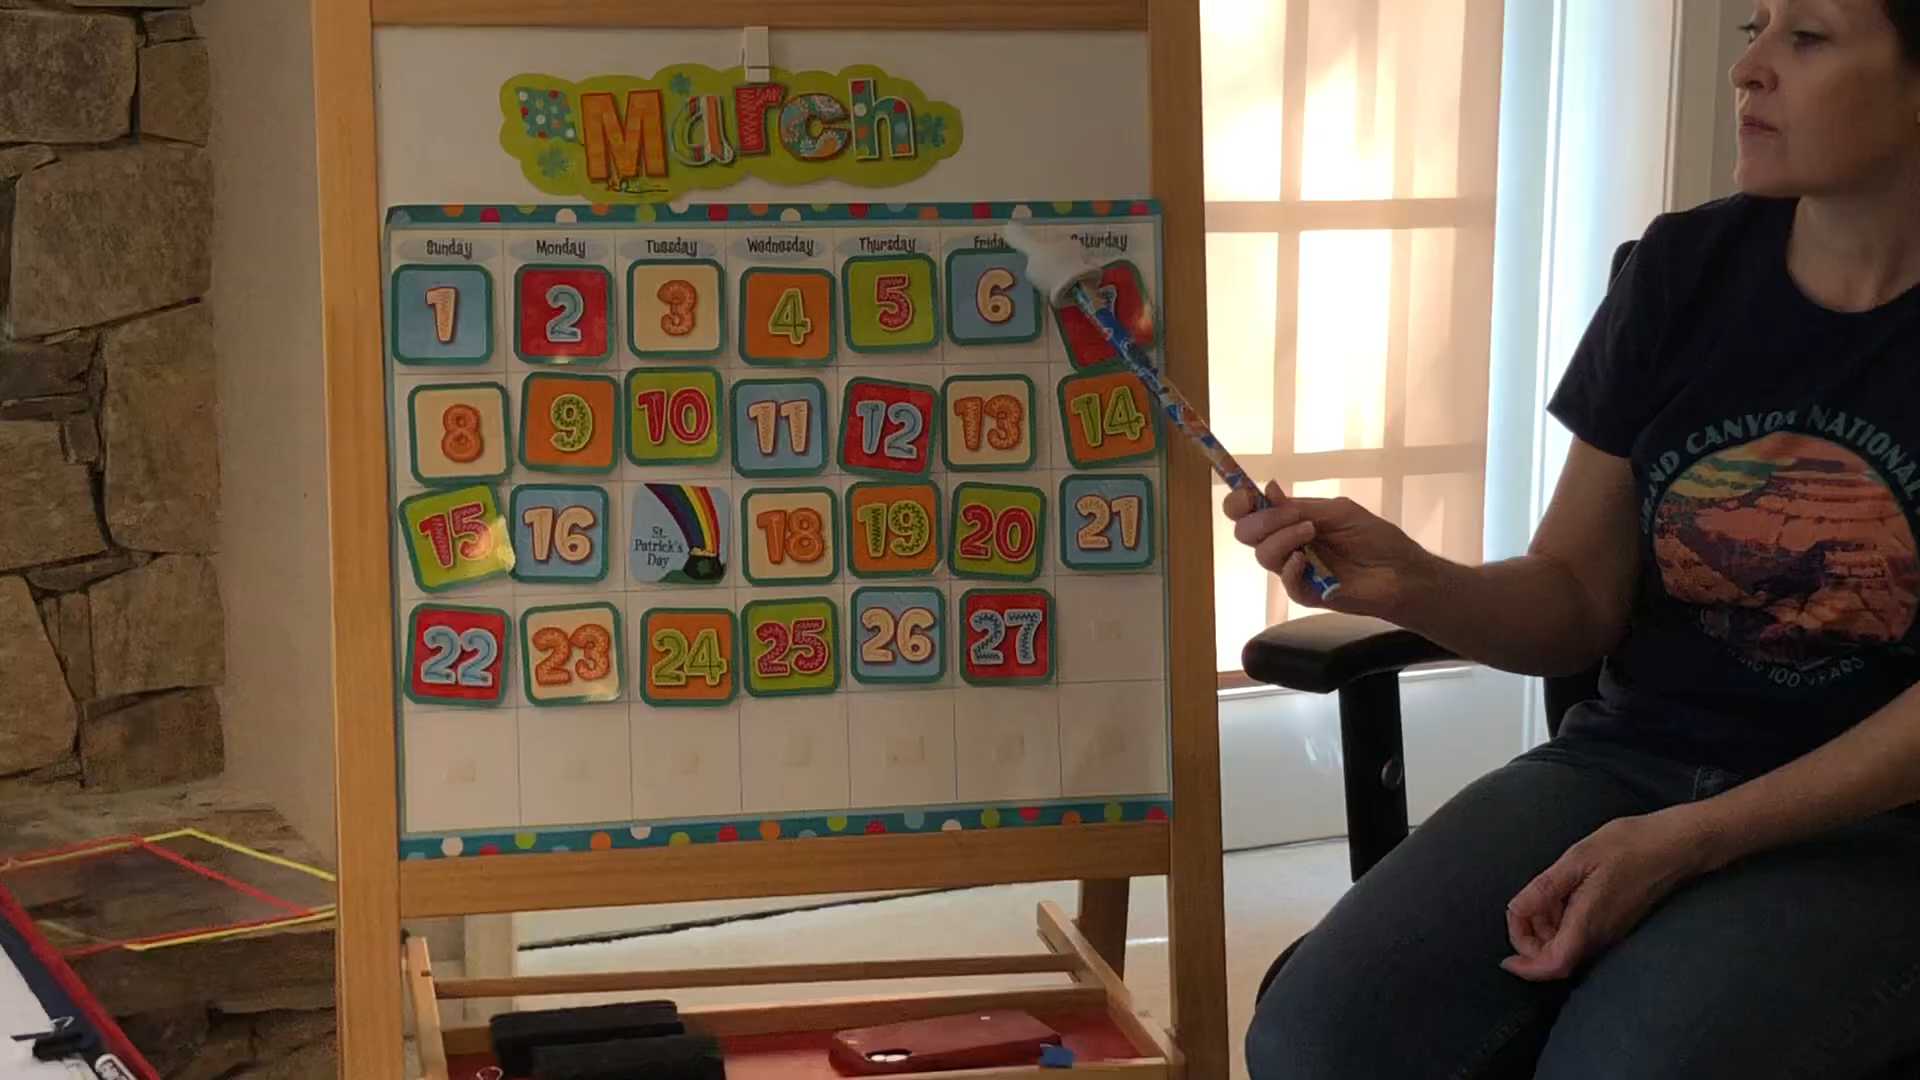 March
Sunday Monday Tuesday Wednesday Thursday Friday Saturday
1 2 3 4 5 6 7
8 9 10 11 12 13 14
15 16 St. Patrick's Day 18 19 20 21
22 23 24 25 26 27
GRAND CANYON NATIONAL
100 YEARS